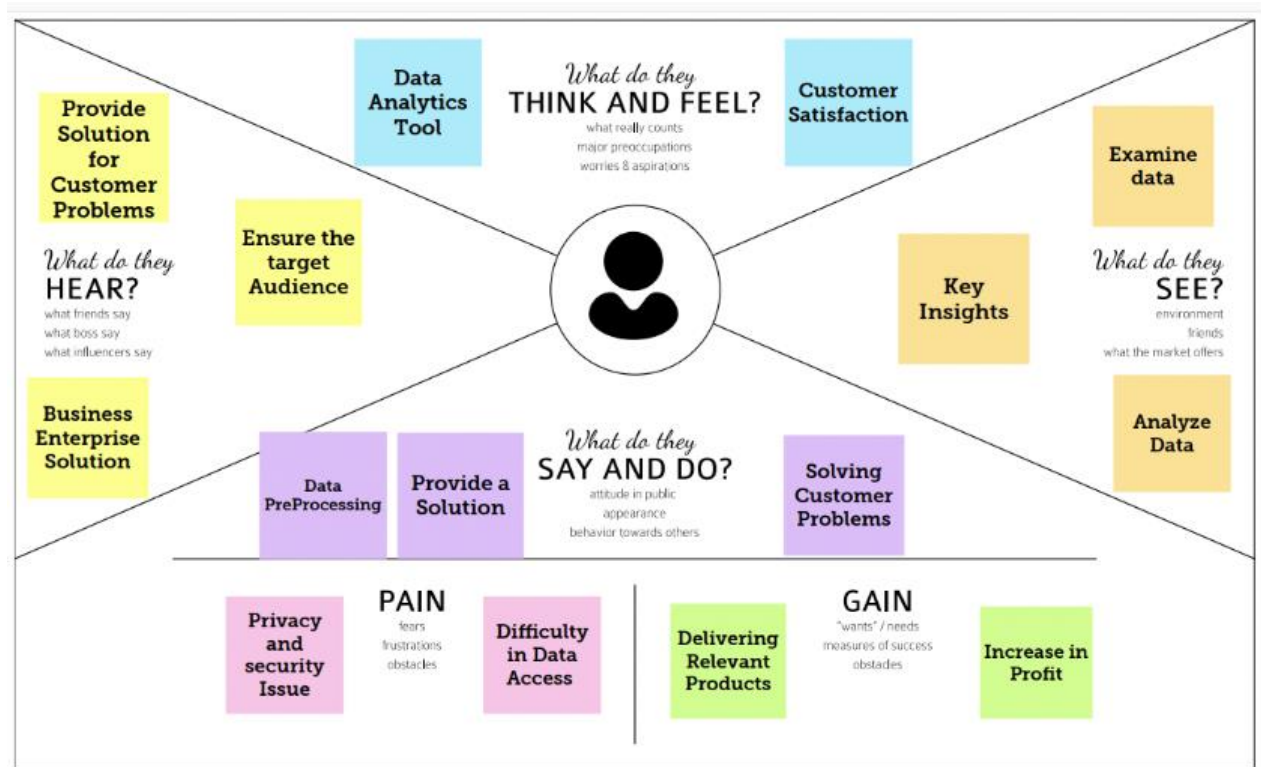 What do they
THINK AND FEEL?
what really counts
major preoccupations
worries & aspirations
Data
Analytics
Tool
Customer
Satisfaction
Provide
Solution
for
Customer
Problems
Ensure the
target
Audience
What do they
HEAR?
what friends say
what boss say
what influencers say
Business
Enterprise
Solution
Examine
data
Key
Insights
What do they
SEE?
environment
friends
what the market offers
Analyze
Data
What do they
SAY AND DO?
attitude in public
appearance
behavior towards others
Data
PreProcessing
Provide a
Solution
Solving
Customer
Problems
PAIN
fears
frustrations
obstacles
Privacy
and
security
Issue
Difficulty
in Data
Access
GAIN
"wants" / needs
measures of success
obstacles
Delivering
Relevant
Products
Increase in
Profit